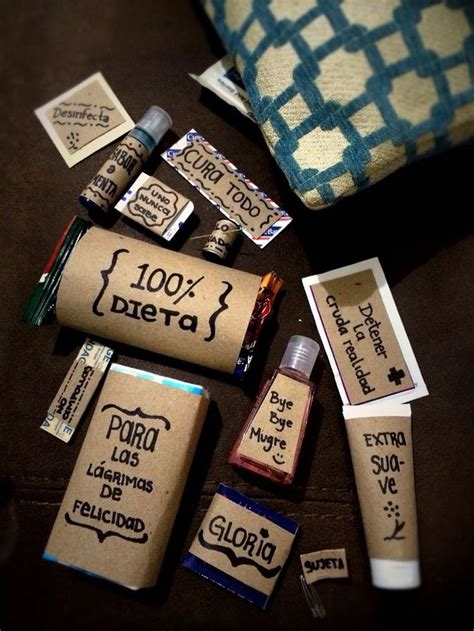 Desinfecta
CURA TODO
UNO
NUNCA
SABE
100%
DIETA
Detener
La
cruda realidad
Bye
Bye
Mugre
PARA
LAS
LÁGRIMAS
DE
FELICIDAD
EXTRA
SUA-
VE
GLORIA
SUJETA